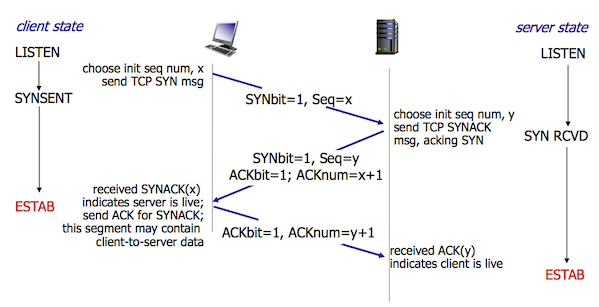 client state
server state
LISTEN
LISTEN
choose init seq num, x
send TCP SYN msg
SYNSENT
SYNbit=1, Seq=x
choose init seq num, y
send TCP SYNACK
msg, acking SYN
SYN RCVD
SYNbit=1, Seq=y
ACKbit=1; ACKnum=x+1
received SYNACK(x)
indicates server is live;
send ACK for SYNACK;
this segment may contain
client-to-server data
ESTAB
ACKbit=1, ACKnum=y+1
received ACK(y)
indicates client is live
ESTAB